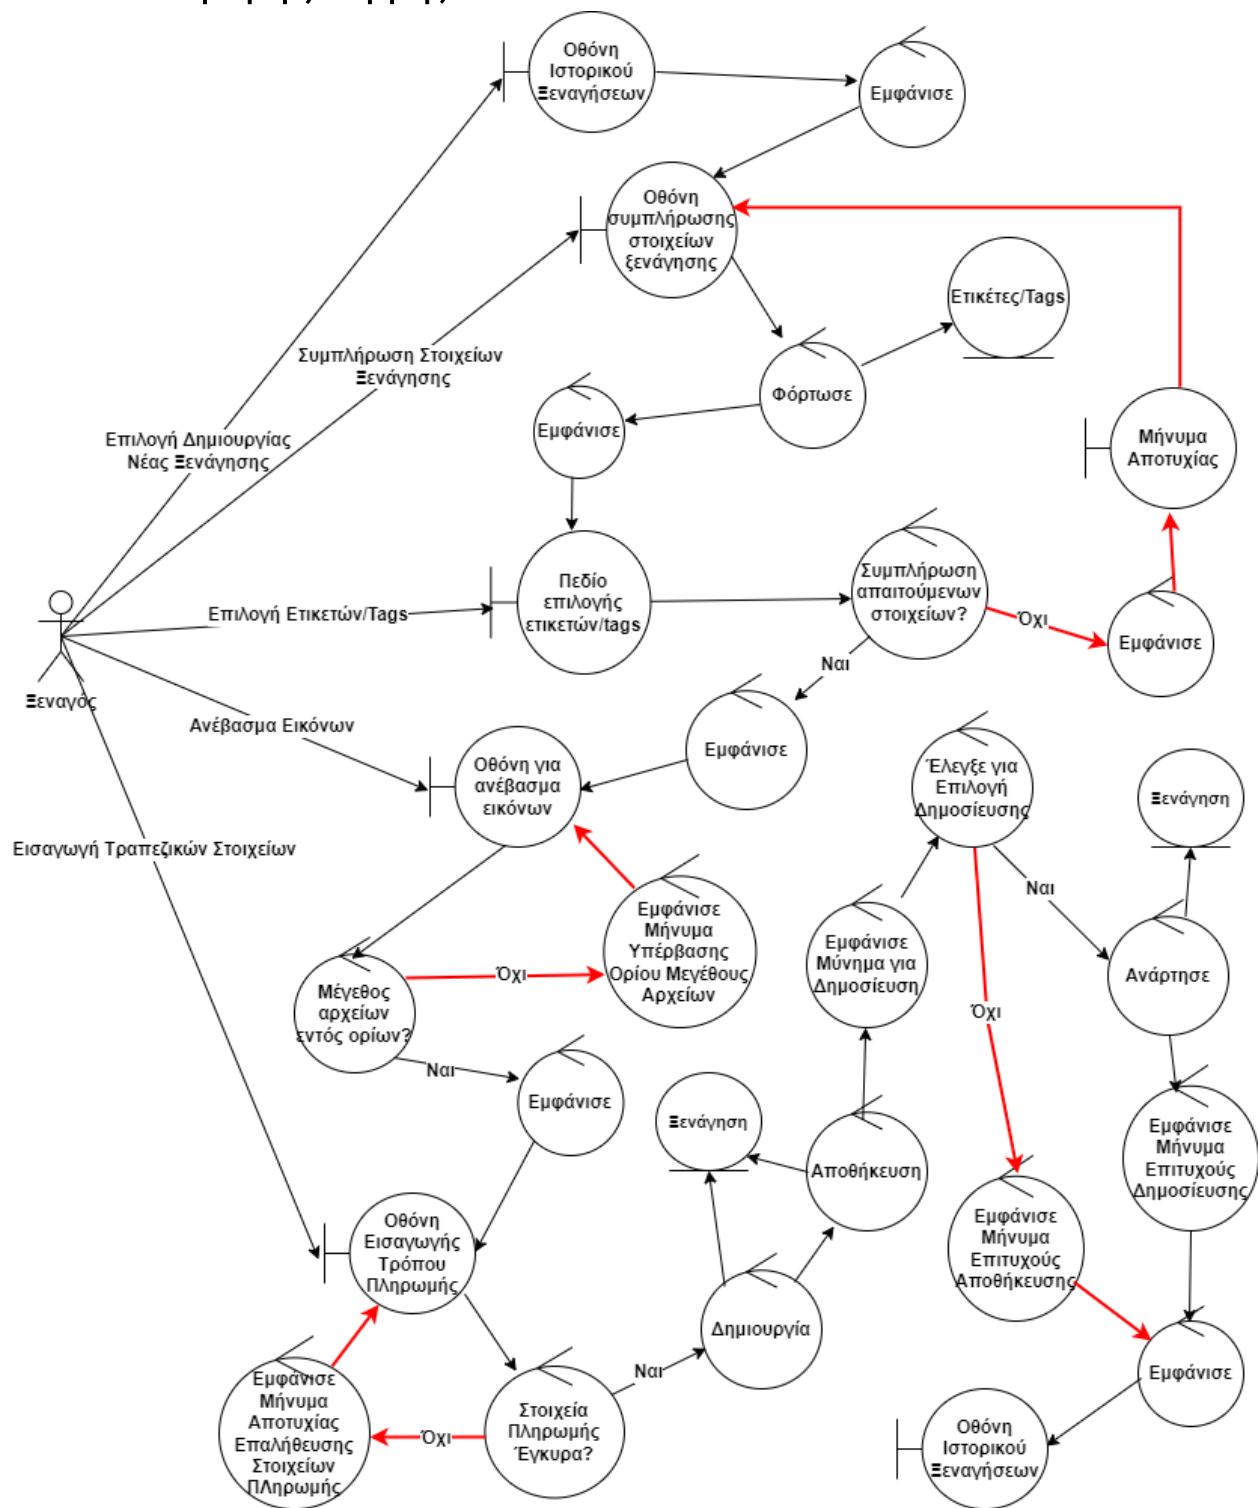 Οθόνη
Ιστορικού
Ξεναγήσεων
Εμφάνισε
Οθόνη
συμπλήρωσης
στοιχείων
ξενάγησης
Ετικέτες/Tags
Συμπλήρωση Στοιχείων
Ξενάγησης
Φόρτωσε
Εμφάνισε
Επιλογή Δημιουργίας
Νέας Ξενάγησης
Μήνυμα
Αποτυχίας
Πεδίο
επιλογής
ετικετών/tags
Συμπλήρωση
απαιτούμενων
στοιχείων?
Επιλογή Ετικετών/Tags
Όχι
Εμφάνισε
Ναι
Ξεναγός
Ανέβασμα Εικόνων
Εμφάνισε
Οθόνη για
ανέβασμα
εικόνων
Έλεγξε για
Επιλογή
Δημοσίευσης
Ξενάγηση
Εισαγωγή Τραπεζικών Στοιχείων
Ναι
Εμφάνισε
Μήνυμα
Υπέρβασης
Ορίου Μεγέθους
Αρχείων
Εμφάνισε
Μύνημα για
Δημοσίευση
Όχι
Ανάρτησε
Μέγεθος
αρχείων
εντός ορίων?
Όχι
Ναι
Εμφάνισε
Ξενάγηση
Αποθήκευση
Εμφάνισε
Μήνυμα
Επιτυχούς
Δημοσίευσης
Οθόνη
Εισαγωγής
Τρόπου
Πληρωμής
Εμφάνισε
Μήνυμα
Επιτυχούς
Αποθήκευσης
Δημιουργία
Ναι
Εμφάνισε
Εμφάνισε
Μήνυμα
Αποτυχίας
Επαλήθευσης
Στοιχείων
ΠΛηρωμής
Όχι
Στοιχεία
Πληρωμής
Έγκυρα?
Οθόνη
Ιστορικού
Ξεναγήσεων